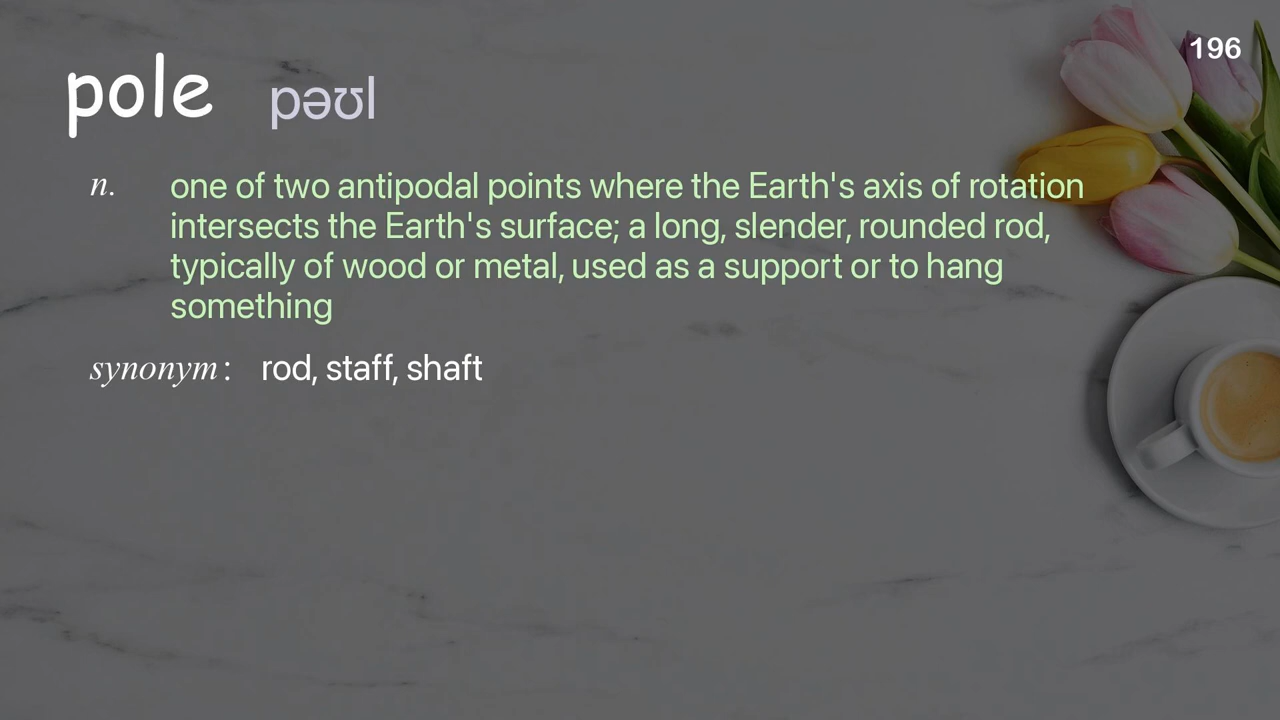 196
pole pəʊl
n. one of two antipodal points where the Earth's axis of rotation
intersects the Earth's surface; a long, slender, rounded rod,
typically of wood or metal, used as a support or to hang
something
synonym: rod, staff, shaft